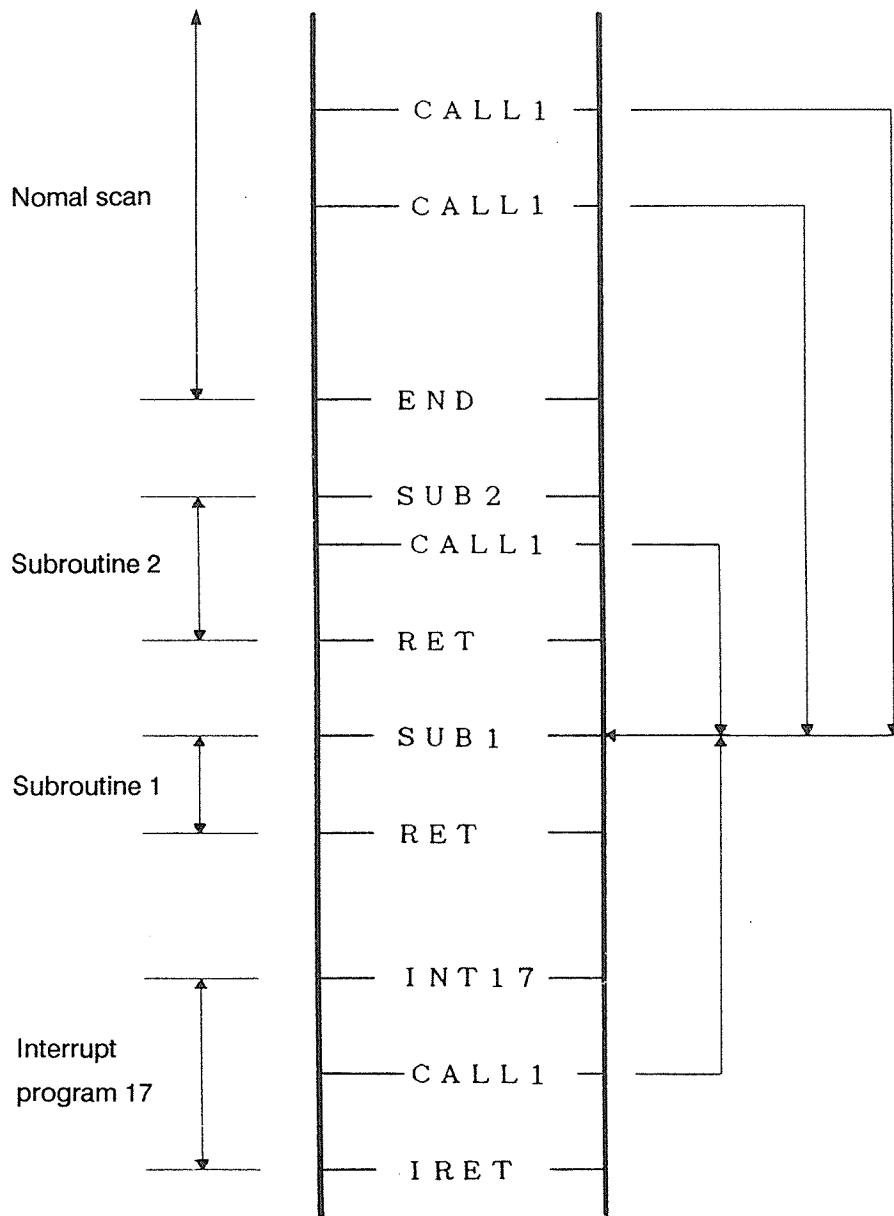 CALL1
Nomal scan
CALL1
END
SUB2
CALL1
Subroutine 2
RET
SUB1
Subroutine 1
RET
INT17
Interrupt
program 17
CALL1
IRET